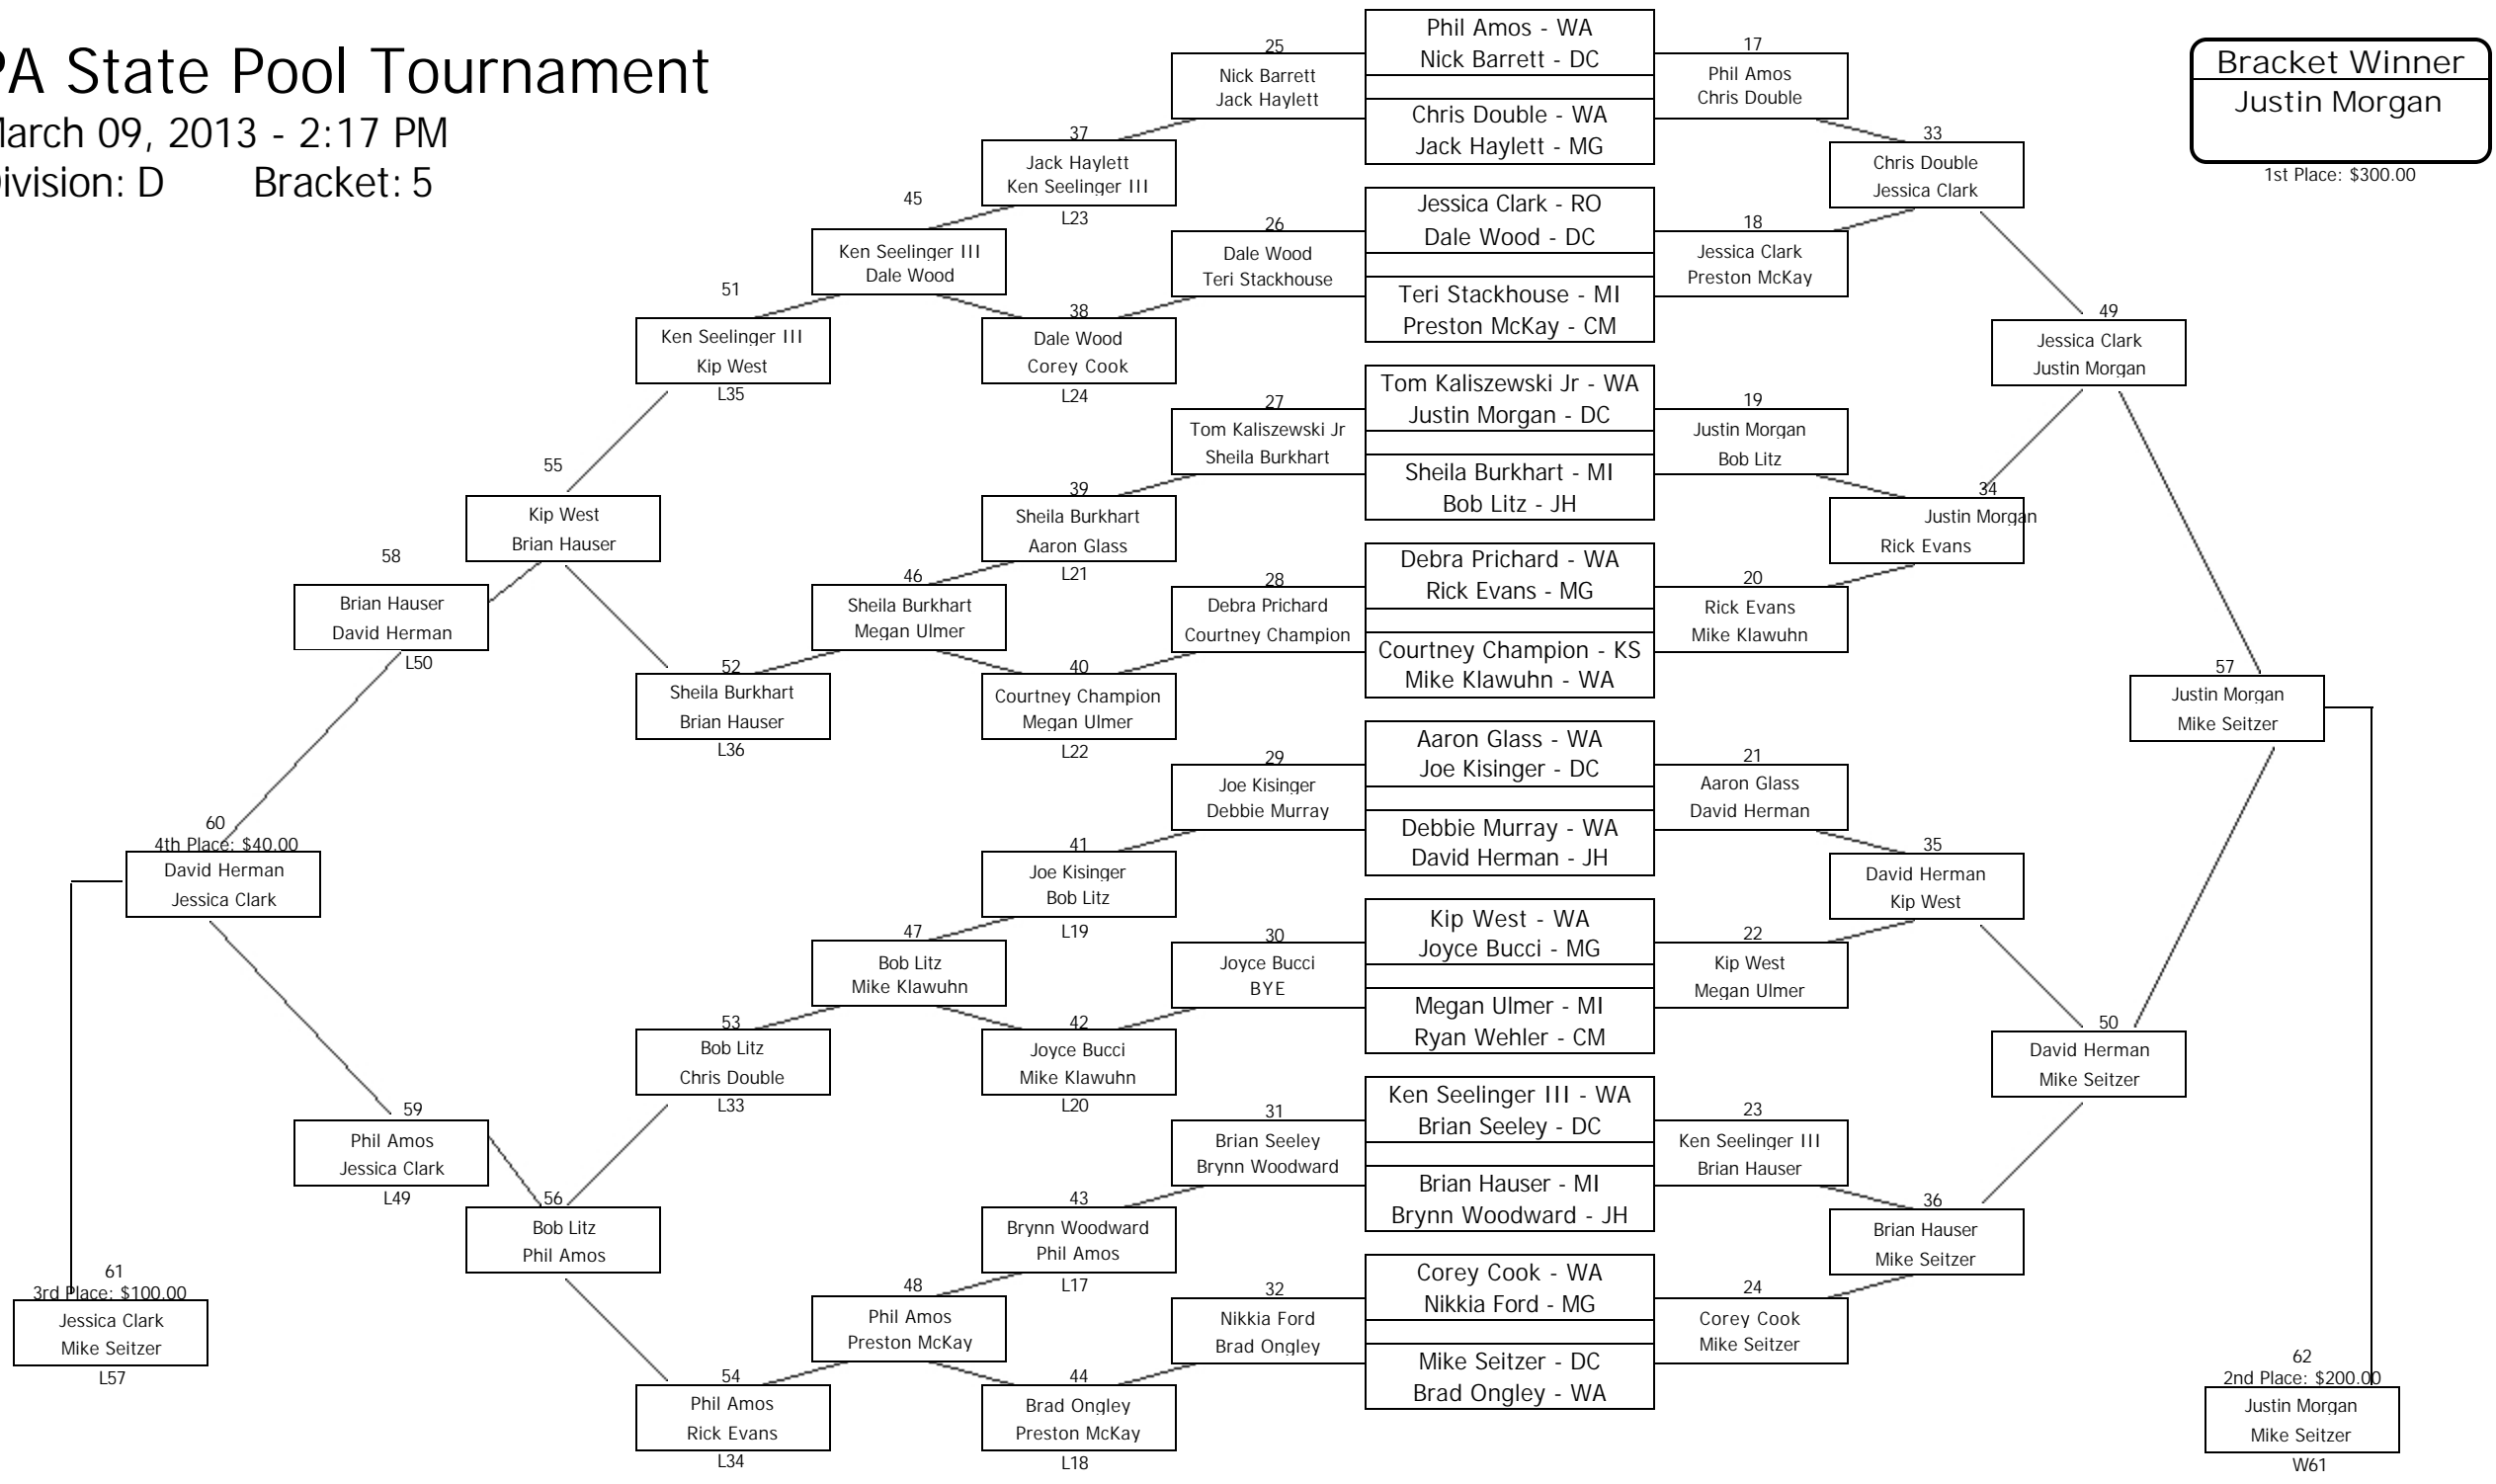 PA State Pool Tournament
March 09, 2013 - 2:17 PM
Division: D Bracket: 5
Bracket Winner
Justin Morgan
1st Place: $300.00
Phil Amos - WA
Nick Barrett - DC
Chris Double - WA
Jack Haylett - MG
Jessica Clark - RO
Dale Wood - DC
Teri Stackhouse - MI
Preston McKay - CM
Tom Kaliszewski Jr - WA
Justin Morgan - DC
Sheila Burkhart - MI
Bob Litz - JH
Debra Prichard - WA
Rick Evans - MG
Courtney Champion - KS
Mike Klawuhn - WA
Aaron Glass - WA
Joe Kisinger - DC
Debbie Murray - WA
David Herman - JH
Kip West - WA
Joyce Bucci - MG
Megan Ulmer - MI
Ryan Wehler - CM
Ken Seelinger III - WA
Brian Seeley - DC
Brian Hauser - MI
Brynn Woodward - JH
Corey Cook - WA
Nikkia Ford - MG
Mike Seitzer - DC
Brad Ongley - WA
17
Phil Amos
Chris Double
18
Jessica Clark
Preston McKay
19
Justin Morgan
Bob Litz
20
Rick Evans
Mike Klawuhn
21
Aaron Glass
David Herman
22
Kip West
Megan Ulmer
23
Ken Seelinger III
Brian Hauser
24
Corey Cook
Mike Seitzer
33
Chris Double
Jessica Clark
34
Justin Morgan
Rick Evans
35
David Herman
Kip West
36
Brian Hauser
Mike Seitzer
49
Jessica Clark
Justin Morgan
50
David Herman
Mike Seitzer
57
Justin Morgan
Mike Seitzer
62
2nd Place: $200.00
Justin Morgan
Mike Seitzer
W61
25
Nick Barrett
Jack Haylett
26
Dale Wood
Teri Stackhouse
27
Tom Kaliszewski Jr
Sheila Burkhart
28
Debra Prichard
Courtney Champion
29
Joe Kisinger
Debbie Murray
30
Joyce Bucci
BYE
31
Brian Seeley
Brynn Woodward
32
Nikkia Ford
Brad Ongley
37
Jack Haylett
Ken Seelinger III
L23
38
Dale Wood
Corey Cook
L24
39
Sheila Burkhart
Aaron Glass
L21
40
Courtney Champion
Megan Ulmer
L22
41
Joe Kisinger
Bob Litz
L19
42
Joyce Bucci
Mike Klawuhn
L20
43
Brynn Woodward
Phil Amos
L17
44
Brad Ongley
Preston McKay
L18
45
Ken Seelinger III
Dale Wood
46
Sheila Burkhart
Megan Ulmer
47
Bob Litz
Mike Klawuhn
48
Phil Amos
Preston McKay
51
Ken Seelinger III
Kip West
L35
52
Sheila Burkhart
Brian Hauser
L36
53
Bob Litz
Chris Double
L33
54
Phil Amos
Rick Evans
L34
55
Kip West
Brian Hauser
56
Bob Litz
Phil Amos
58
Brian Hauser
David Herman
L50
59
Phil Amos
Jessica Clark
L49
60
4th Place: $40.00
David Herman
Jessica Clark
61
3rd Place: $100.00
Jessica Clark
Mike Seitzer
L57